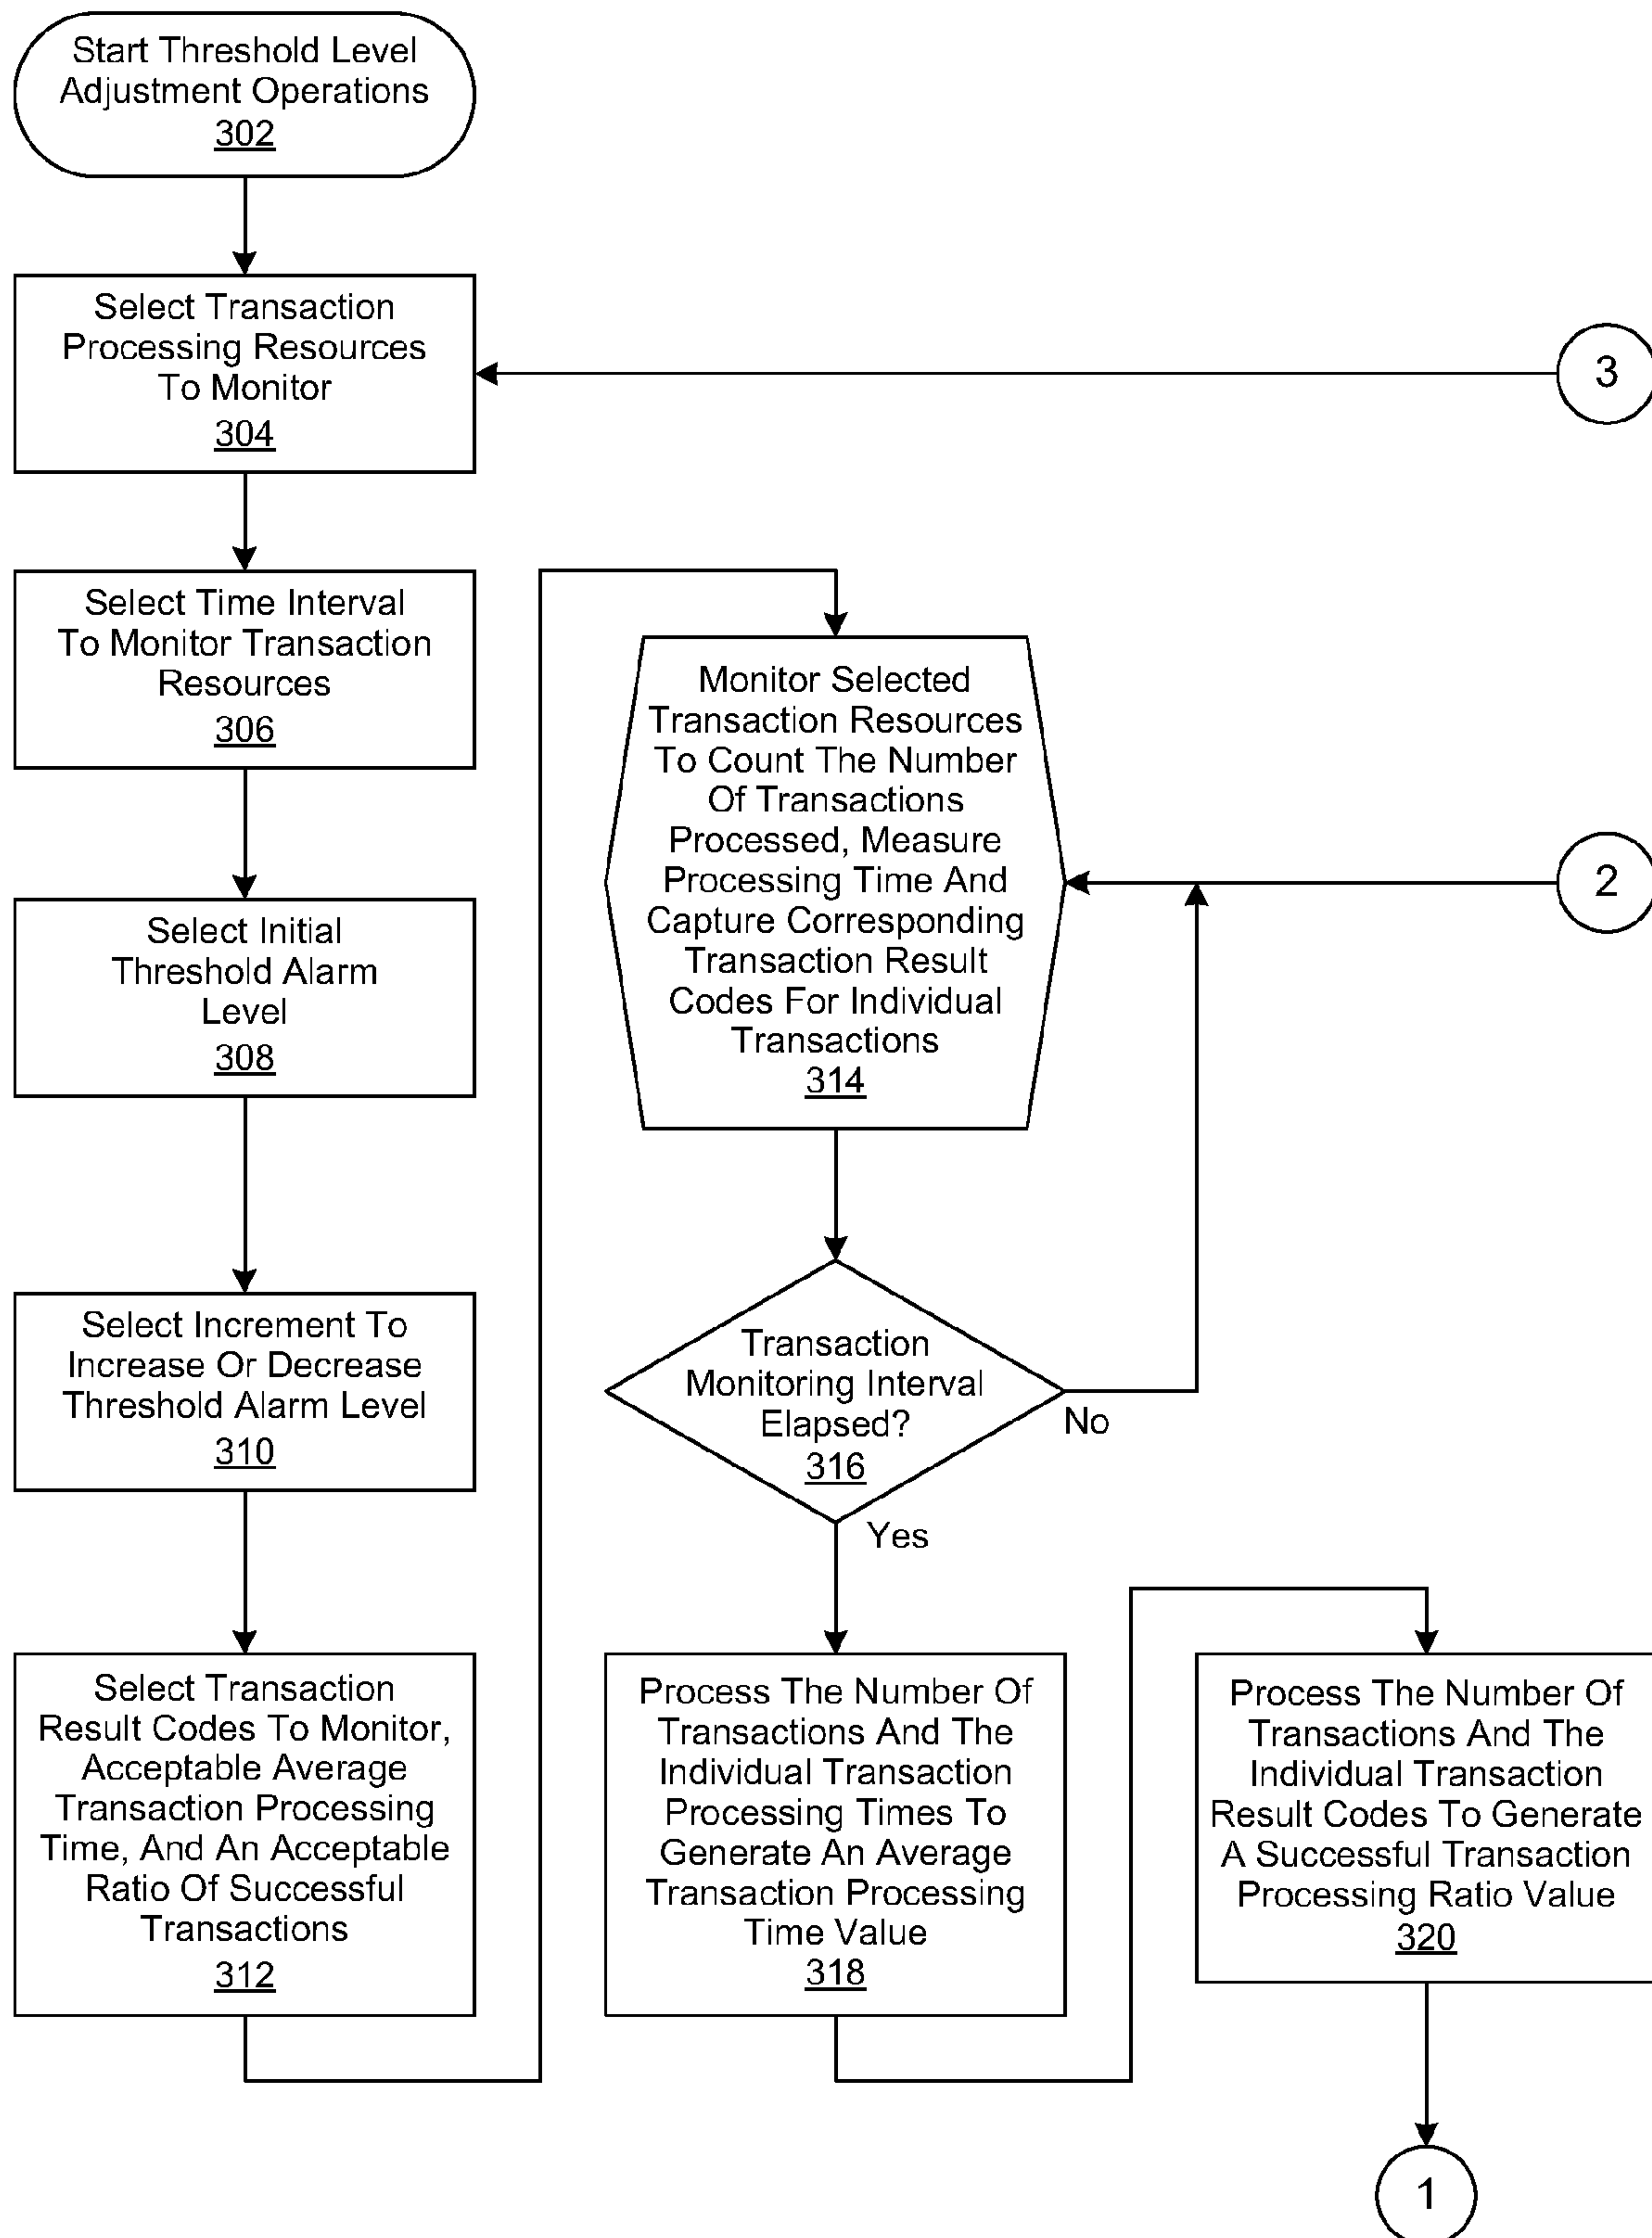 Start Threshold Level
Adjustment Operations
302
Select Transaction
Processing Resources
To Monitor
304
3
Select Time Interval
To Monitor Transaction
Resources
306
Select Initial
Threshold Alarm
Level
308
Select Increment To
Increase Or Decrease
Threshold Alarm Level
310
Select Transaction
Result Codes To Monitor,
Acceptable Average
Transaction Processing
Time, And An Acceptable
Ratio Of Successful
Transactions
312
Monitor Selected
Transaction Resources
To Count The Number
Of Transactions
Processed, Measure
Processing Time And
Capture Corresponding
Transaction Result
Codes For Individual
Transactions
314
2
Transaction
Monitoring Interval
Elapsed?
316
No
Yes
Process The Number Of
Transactions And The
Individual Transaction
Processing Times To
Generate An Average
Transaction Processing
Time Value
318
Process The Number Of
Transactions And The
Individual Transaction
Result Codes To Generate
A Successful Transaction
Processing Ratio Value
320
1